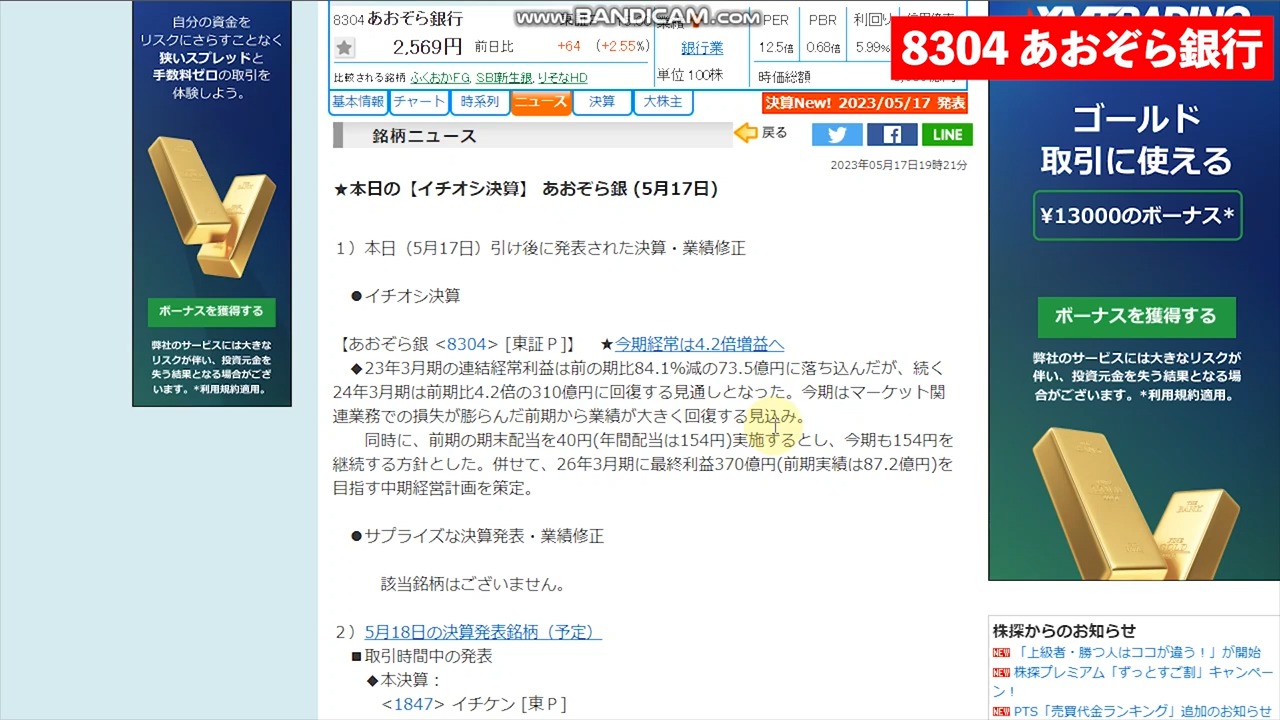 自分の資金を
リスクにさらすことなく
狭いスプレッドと
手数料ゼロの取引を
体験しよう。
ボーナスを獲得する
弊社のサービスには大きな
リスクが伴い、投資元金を
失う結果となる場合がござ
います。*利用規約適用。
www.BANDICAM.com
8304 あおぞら銀行
2,569円 前日比 +64 (+2.55%)
比較される銘柄 ふくおかFG, SBI新生銀, りそなHD
銀行業
単位 100株
PER PBR 利回り
12.5倍 0.68倍 5.99%
時価総額
8304 あおぞら銀行
基本情報 チャート 時系列 ニュース 決算 大株主
決算New! 2023/05/17 発表
銘柄ニュース
戻る
LINE
2023年05月17日19時21分
★本日の【イチオシ決算】 あおぞら銀 (5月17日)
１）本日（5月17日）引け後に発表された決算・業績修正
●イチオシ決算
【あおぞら銀 <8304> [東証Ｐ]】 ★今期経常は4.2倍増益へ
◆23年3月期の連結経常利益は前の期比84.1%減の73.5億円に落ち込んだが、続く
24年3月期は前期比4.2倍の310億円に回復する見通しとなった。今期はマーケット関
連業務での損失が膨らんだ前期から業績が大きく回復する見込み。
同時に、前期の期末配当を40円(年間配当は154円)実施するとし、今期も154円を
継続する方針とした。併せて、26年3月期に最終利益370億円(前期実績は87.2億円)を
目指す中期経営計画を策定。
●サプライズな決算発表・業績修正
該当銘柄はございません。
２）5月18日の決算発表銘柄（予定）
■取引時間中の発表
◆本決算：
<1847> イチケン [東Ｐ]
ゴールド
取引に使える
¥13000のボーナス*
ボーナスを獲得する
弊社のサービスには大きなリスクが
伴い、投資元金を失う結果となる場
合がございます。*利用規約適用。
株探からのお知らせ
NEW 「上級者・勝つ人はココが違う！」が開始
NEW 株探プレミアム「ずっとすご割」キャンペー
ン！
NEW PTS「売買代金ランキング」追加のお知らせ